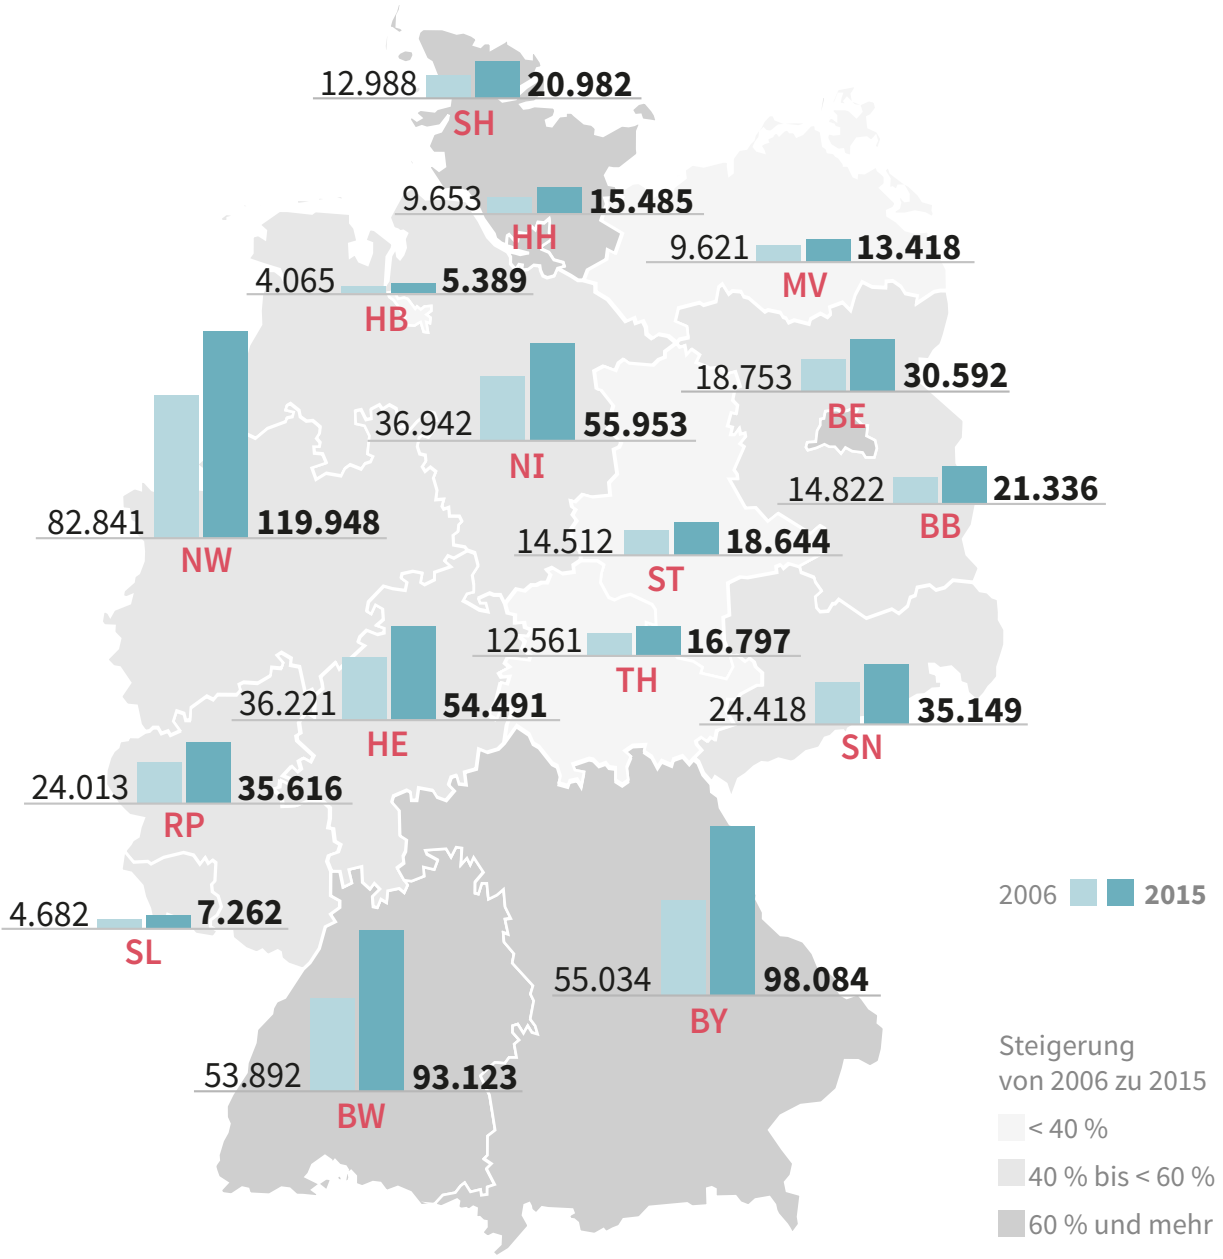 12.988 20.982
SH
9.653 15.485
HH
9.621 13.418
MV
4.065 5.389
HB
18.753 30.592
BE
36.942 55.953
NI
14.822 21.336
BB
82.841 119.948
NW
14.512 18.644
ST
12.561 16.797
TH
36.221 54.491
HE
24.418 35.149
SN
24.013 35.616
RP
4.682 7.262
SL
2006 2015
55.034 98.084
BY
53.892 93.123
BW
Steigerung
von 2006 zu 2015
< 40 %
40 % bis < 60 %
60 % und mehr